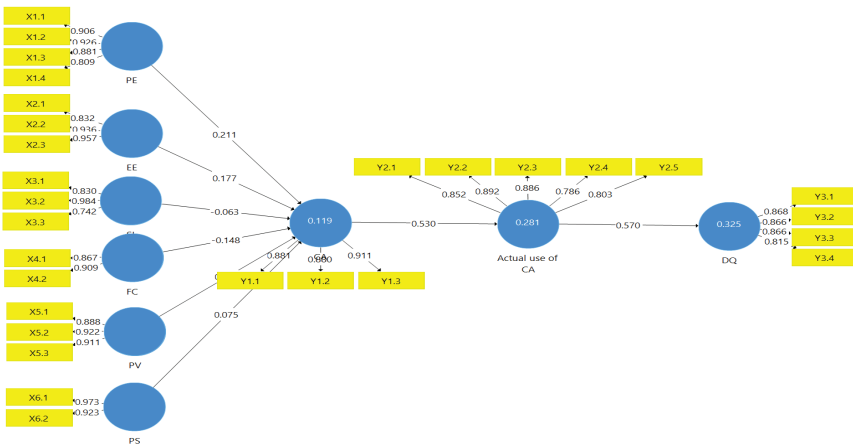 X1.1
X1.2
X1.3
X1.4
0.906
0.926
0.881
0.809
PE
X2.1
X2.2
X2.3
0.832
0.936
0.957
EE
X3.1
X3.2
X3.3
0.830
0.984
0.742
X4.1
X4.2
0.867
0.909
FC
X5.1
X5.2
X5.3
0.888
0.922
0.911
PV
X6.1
X6.2
0.973
0.923
PS
0.211
0.177
-0.063
-0.148
0.075
0.119
0.881
0.911
Y1.1
Y1.2
Y1.3
0.530
Y2.1
Y2.2
Y2.3
Y2.4
Y2.5
0.852
0.892
0.886
0.786
0.803
0.281
Actual use of
CA
0.570
0.325
DQ
0.868
0.866
0.866
0.815
Y3.1
Y3.2
Y3.3
Y3.4